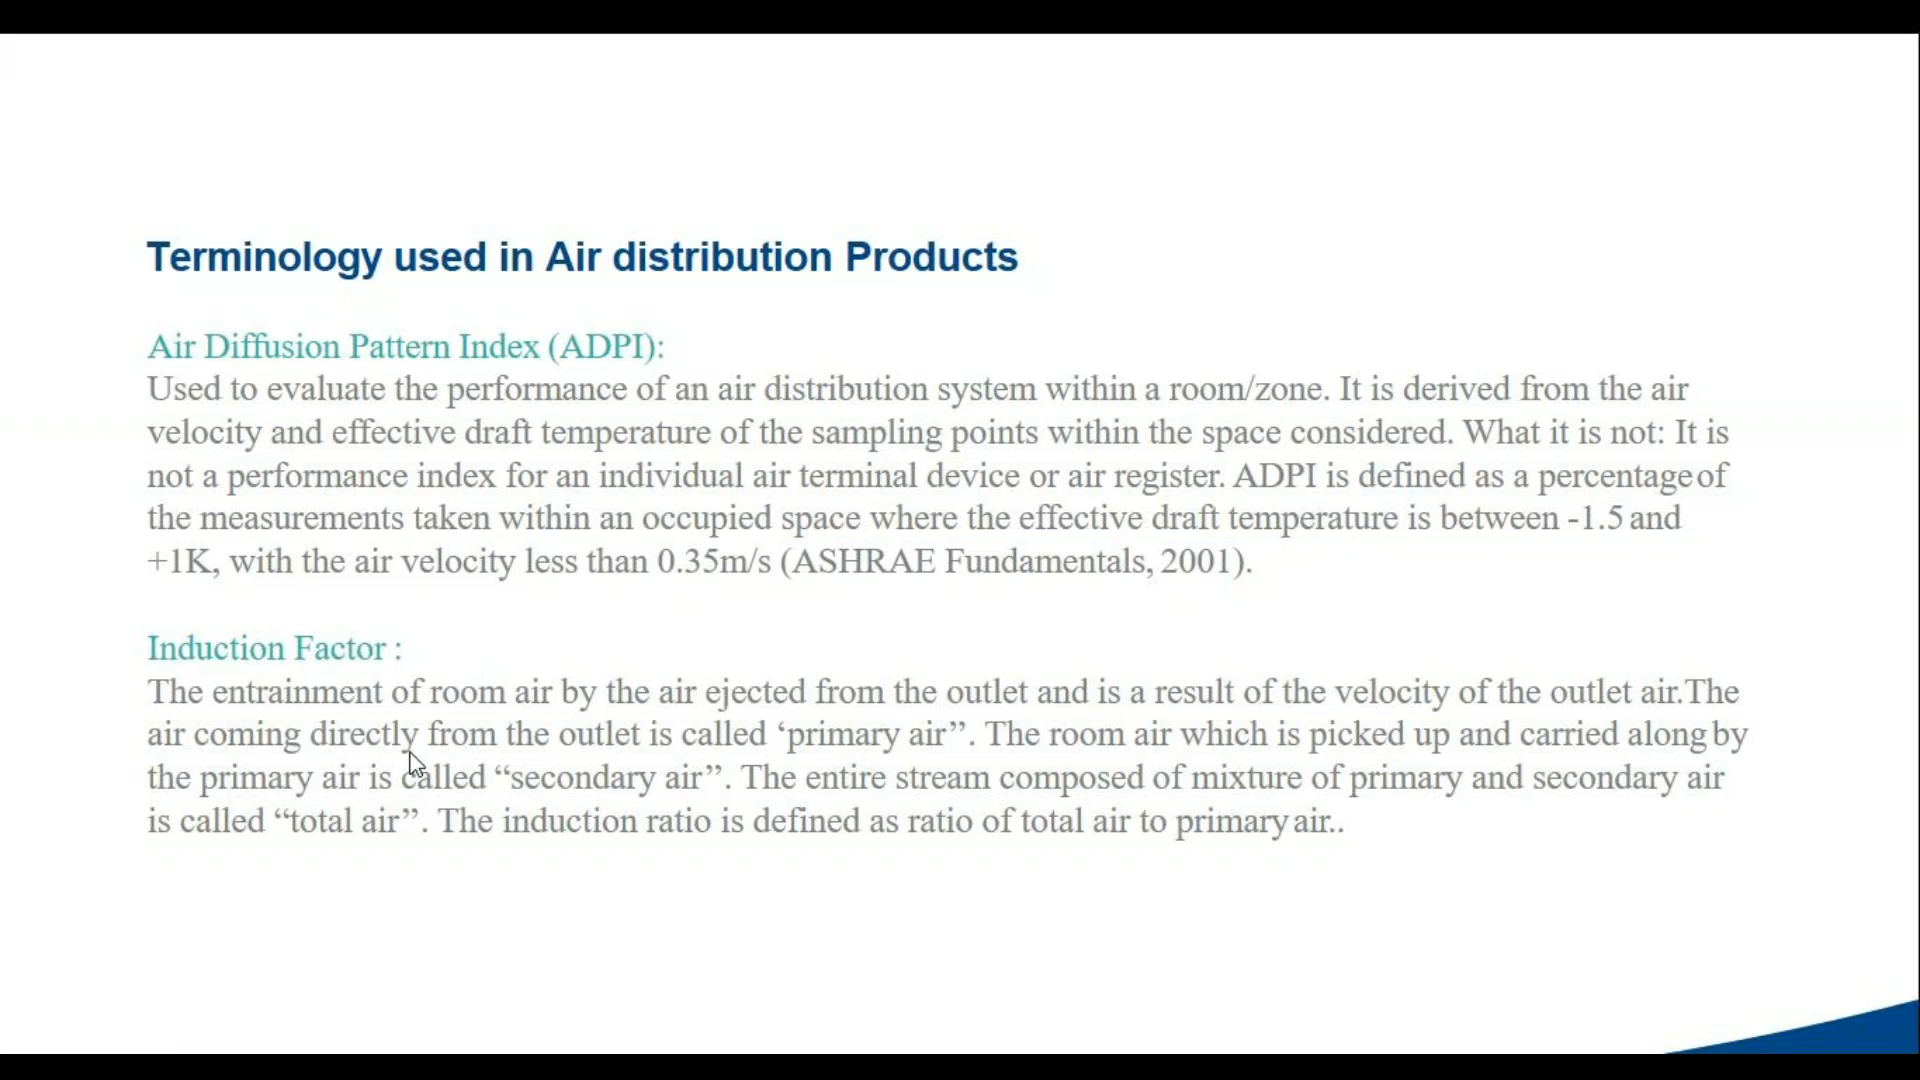 Terminology used in Air distribution Products
Air Diffusion Pattern Index (ADPI):
Used to evaluate the performance of an air distribution system within a room/zone. It is derived from the air
velocity and effective draft temperature of the sampling points within the space considered. What it is not: It is
not a performance index for an individual air terminal device or air register. ADPI is defined as a percentage of
the measurements taken within an occupied space where the effective draft temperature is between -1.5 and
+1K, with the air velocity less than 0.35m/s (ASHRAE Fundamentals, 2001).
Induction Factor :
The entrainment of room air by the air ejected from the outlet and is a result of the velocity of the outlet air.The
air coming directly from the outlet is called ‘primary air”. The room air which is picked up and carried along by
the primary air is called “secondary air”. The entire stream composed of mixture of primary and secondary air
is called “total air”. The induction ratio is defined as ratio of total air to primary air..